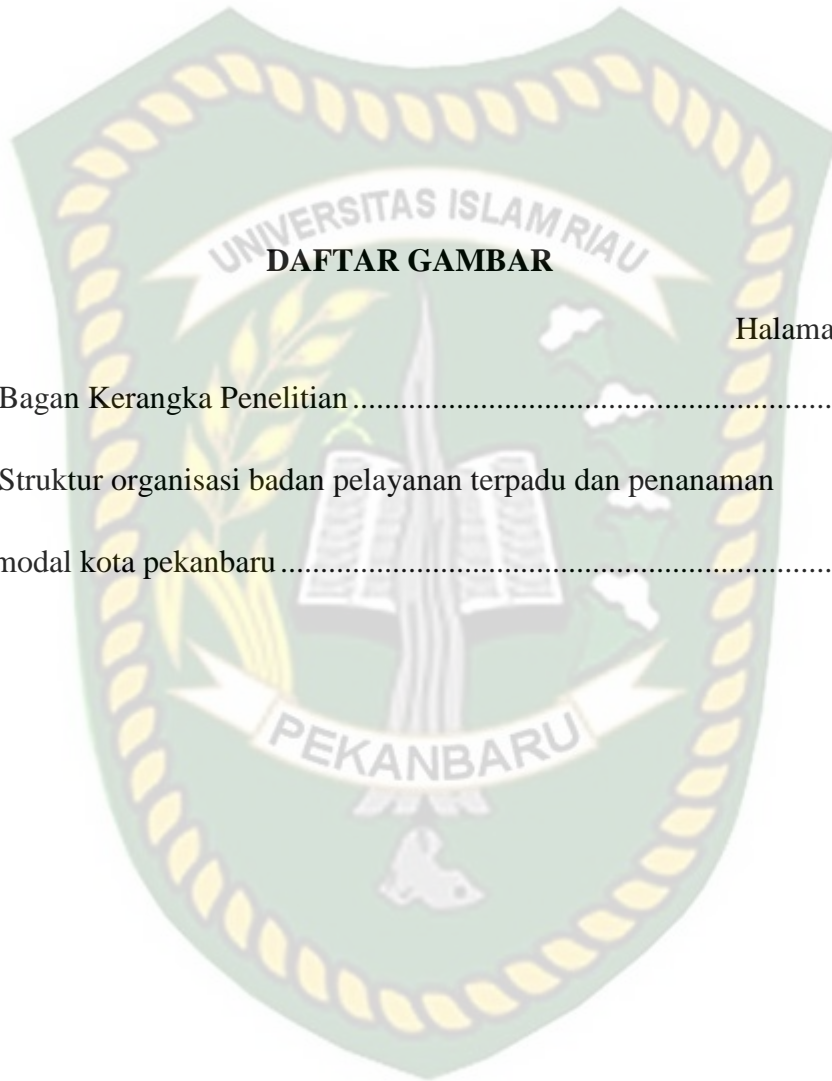 UNIVERSITAS ISLAM RIAU
DAFTAR GAMBAR
Halama
Bagan Kerangka Penelitian................................................................
Struktur organisasi badan pelayanan terpadu dan penanaman
modal kota pekanbaru................................................................
PEKANBARU